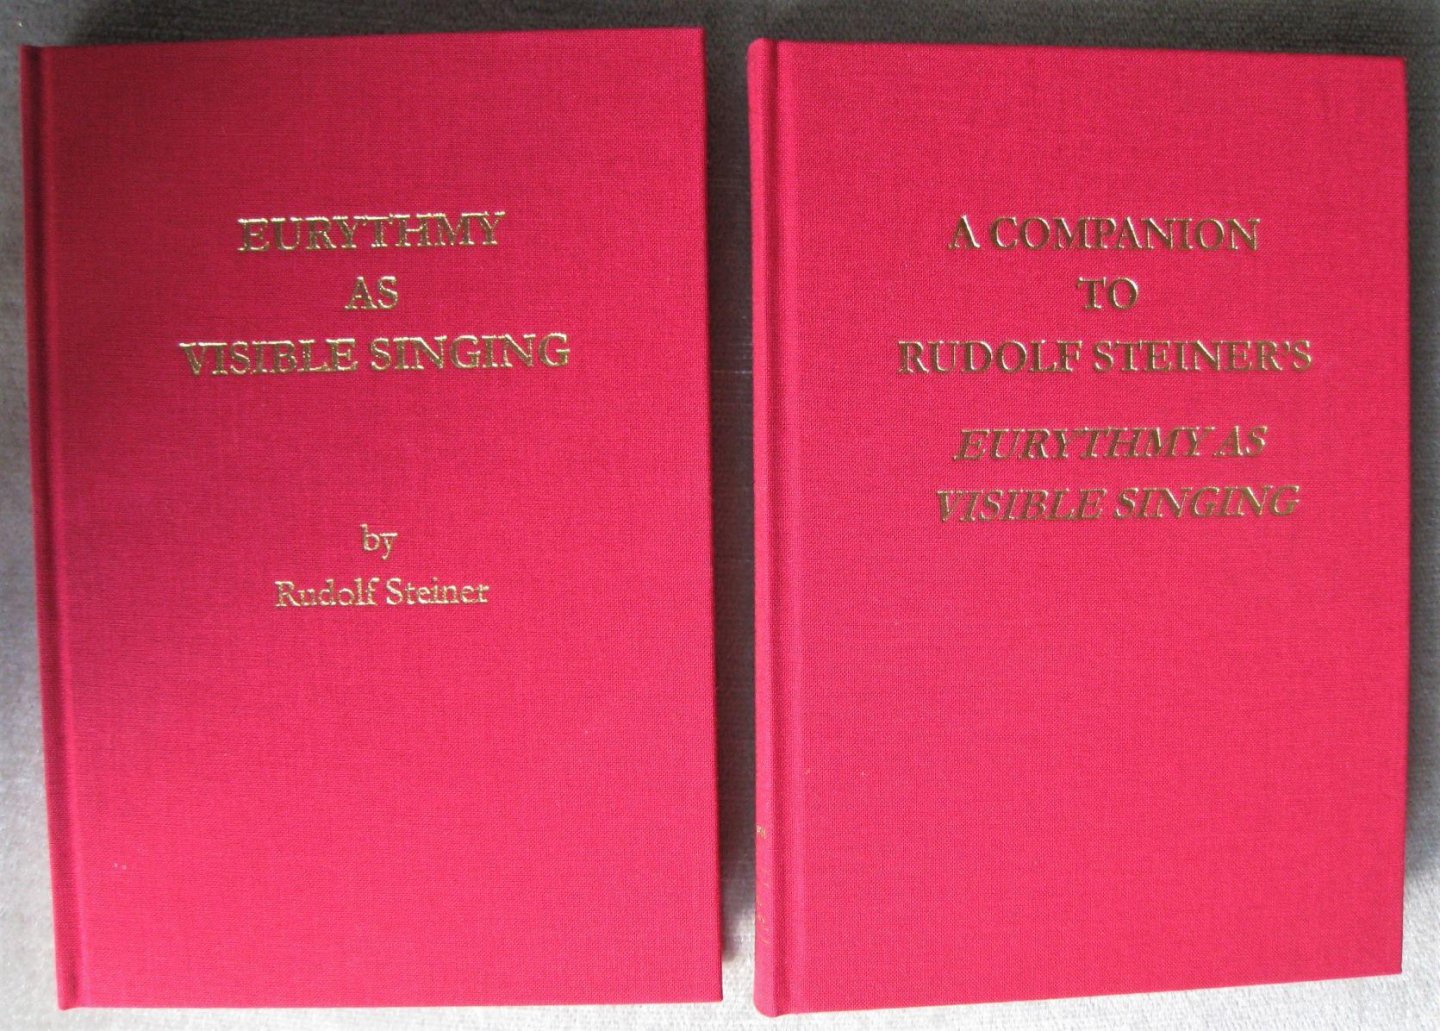 EURYTHMY
AS
VISIBLE SINGING
by
Rudolf Steiner
A COMPANION
TO
RUDOLF STEINER'S
EURYTHMY AS
VISIBLE SINGING